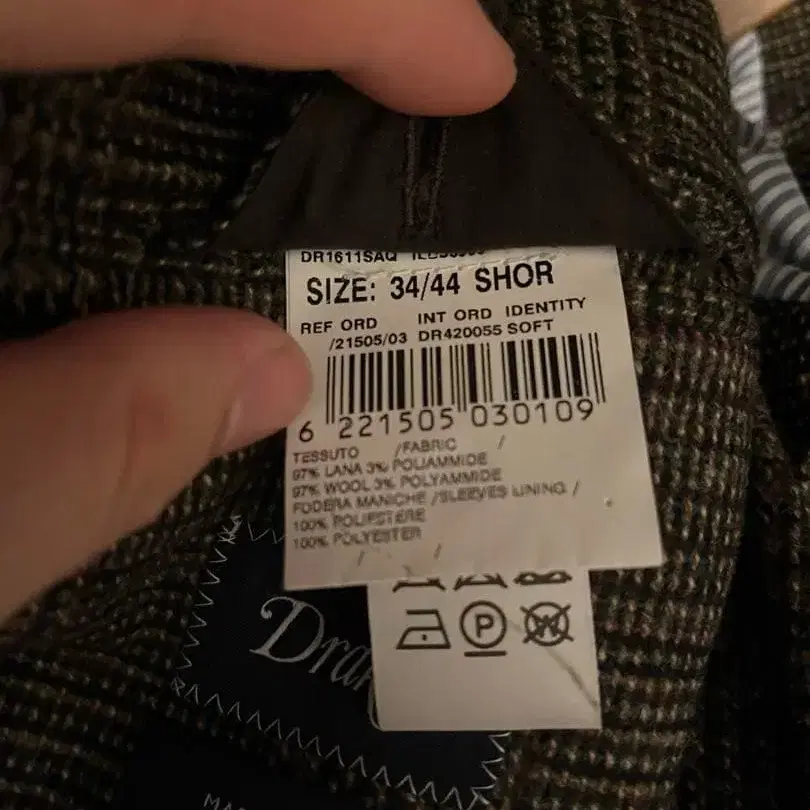 DR1611SAQ
SIZE: 34/44 SHOR
REF ORD INT ORD IDENTITY
/21505/03 DR420055 SOFT
6 221505 030109
TESSUTO /FABRIC /
97% LANA 3% POLIAMMIDE
97% WOOL 3% POLYAMMIDE
FODERA MANICHE /SLEEVES LINING /
100% POLIESTERE
100% POLYESTER
/ /
P
W
Dra
MA